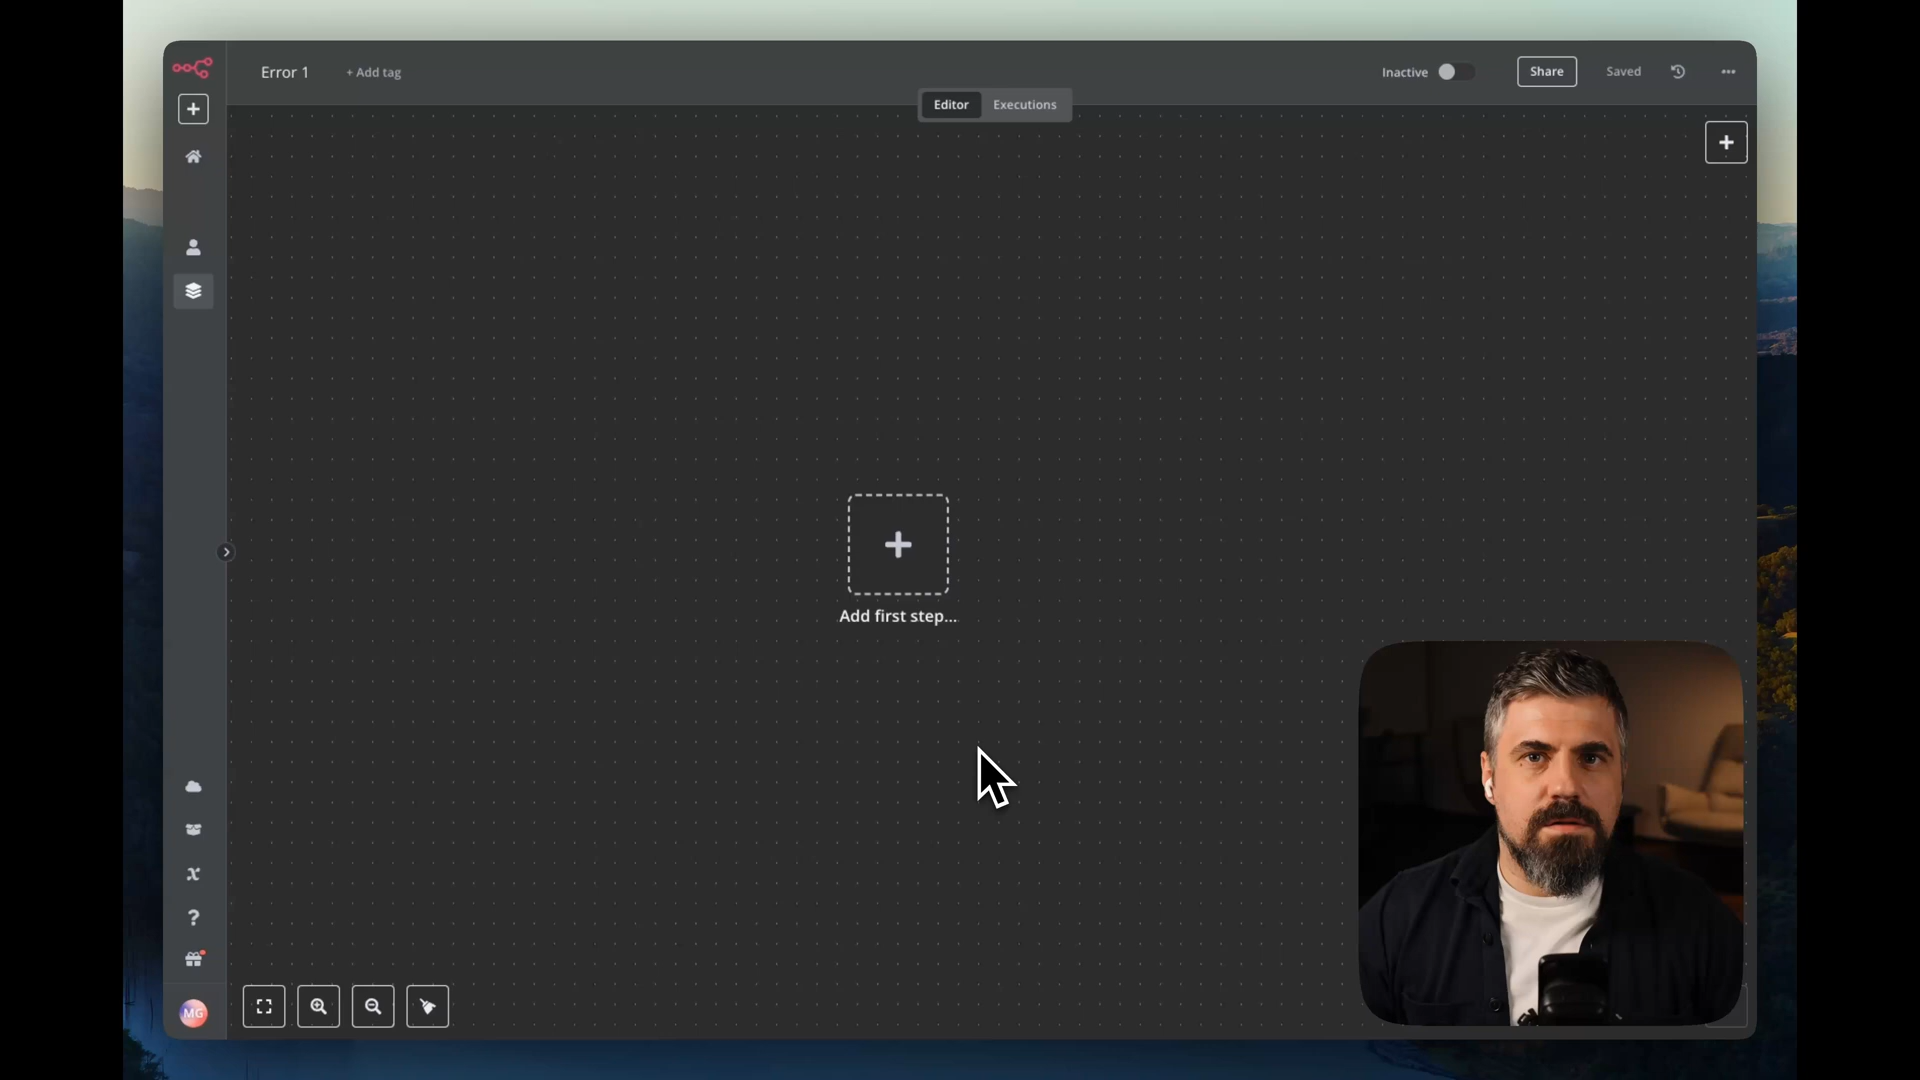 Error 1
+ Add tag
Inactive
Share
Saved
Editor
Executions
Add first step...
MG